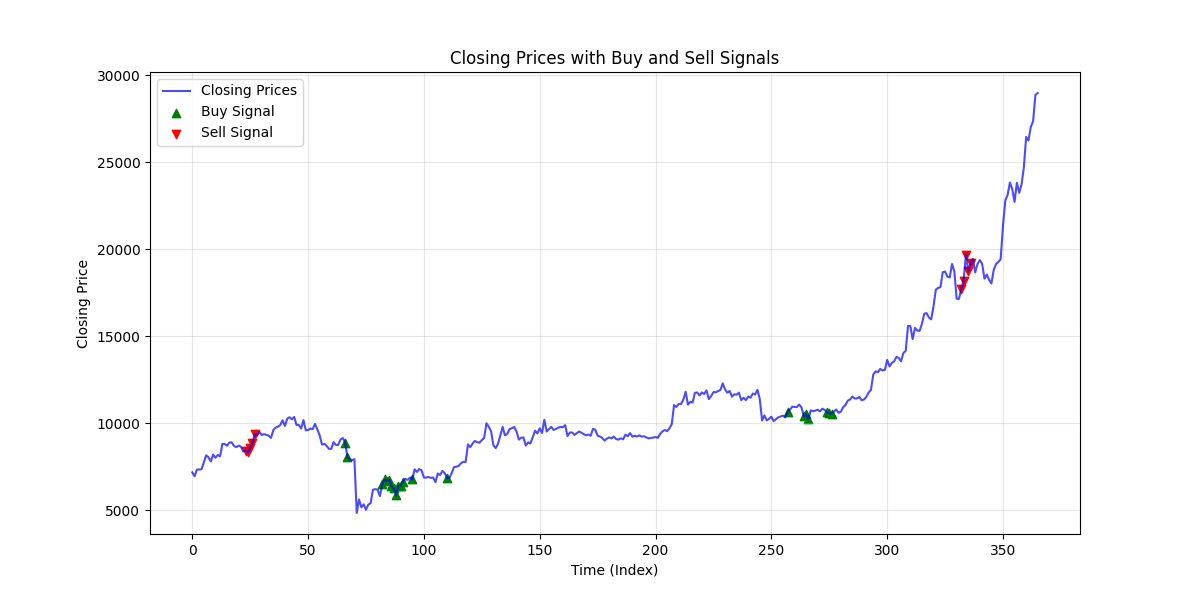 Closing Prices with Buy and Sell Signals
Closing Prices
Buy Signal
Sell Signal
Closing Price
30000
25000
20000
15000
10000
5000
0 50 100 150 200 250 300 350
Time (Index)